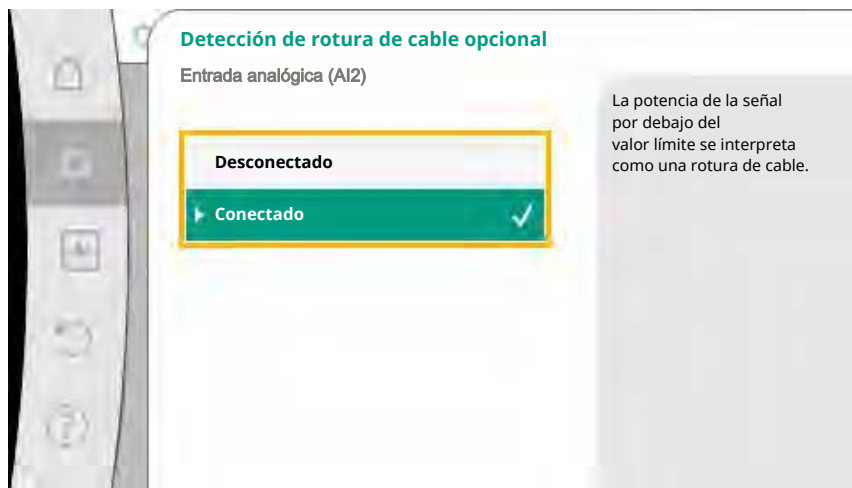 Detección de rotura de cable opcional
Entrada analógica (AI2)
Desconectado
Conectado
La potencia de la señal
por debajo del
valor límite se interpreta
como una rotura de cable.